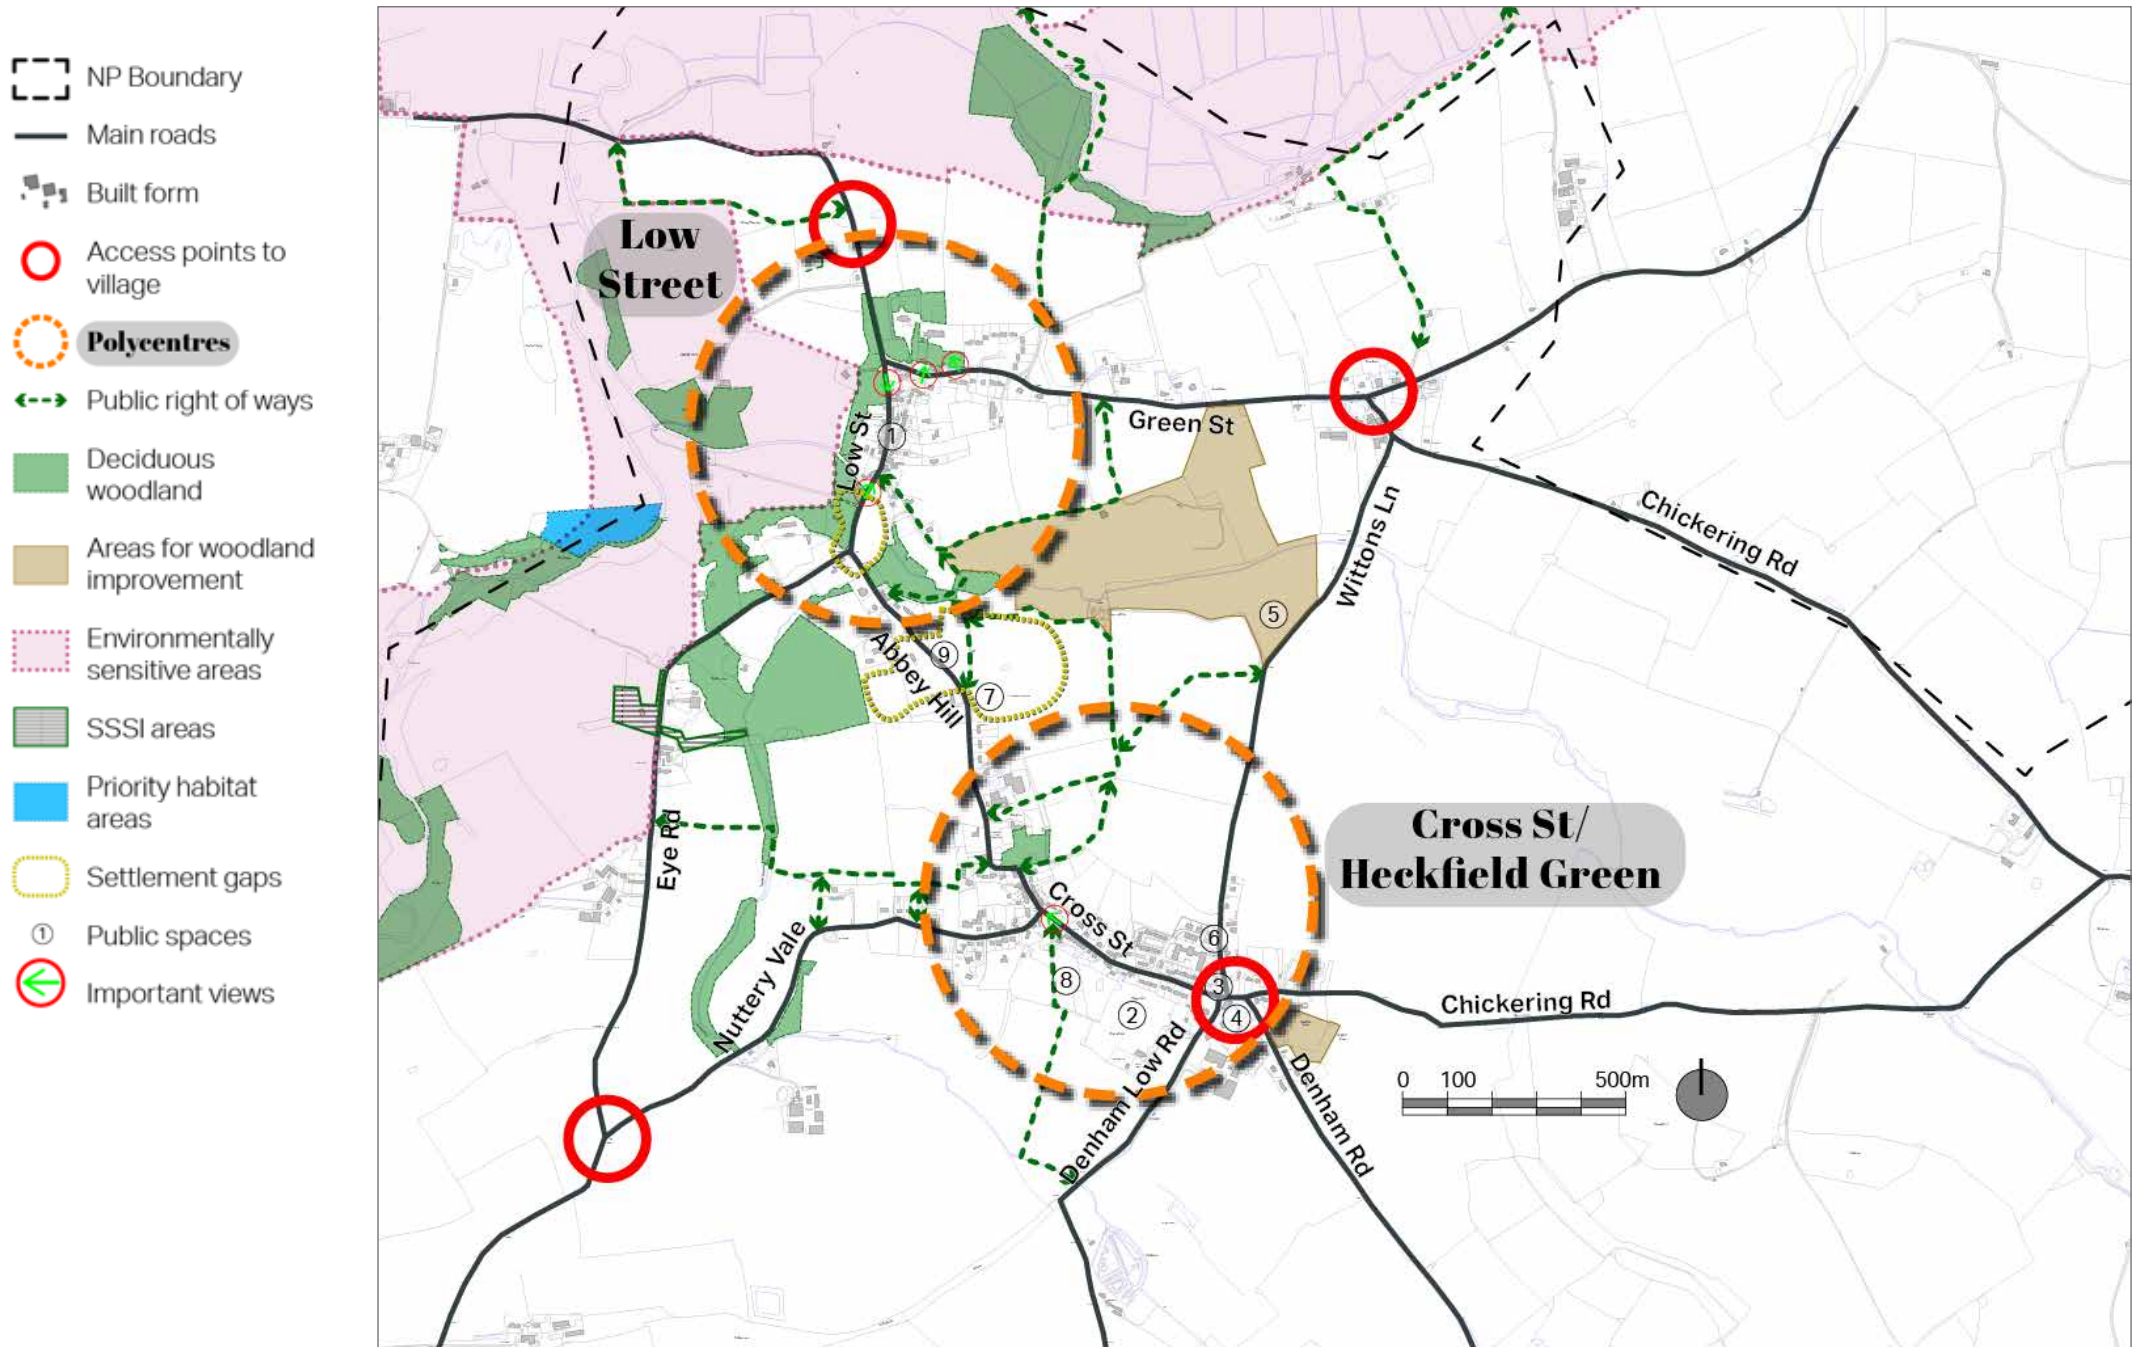 NP Boundary
Main roads
Built form
Access points to
village
Polycentres
Public right of ways
Deciduous
woodland
Areas for woodland
improvement
Environmentally
sensitive areas
SSSI areas
Priority habitat
areas
Settlement gaps
① Public spaces
Important views
Low
Street
Green St
Low St
①
Wittons Ln
Chickering Rd
⑤
Abbey Hill
⑨
⑦
Cross St/
Heckfield Green
Eye Rd
Nuttery Vale
Cross St
⑥
⑧
③
②
④
Chickering Rd
Denham Low Rd
Denham Rd
0 100 500m